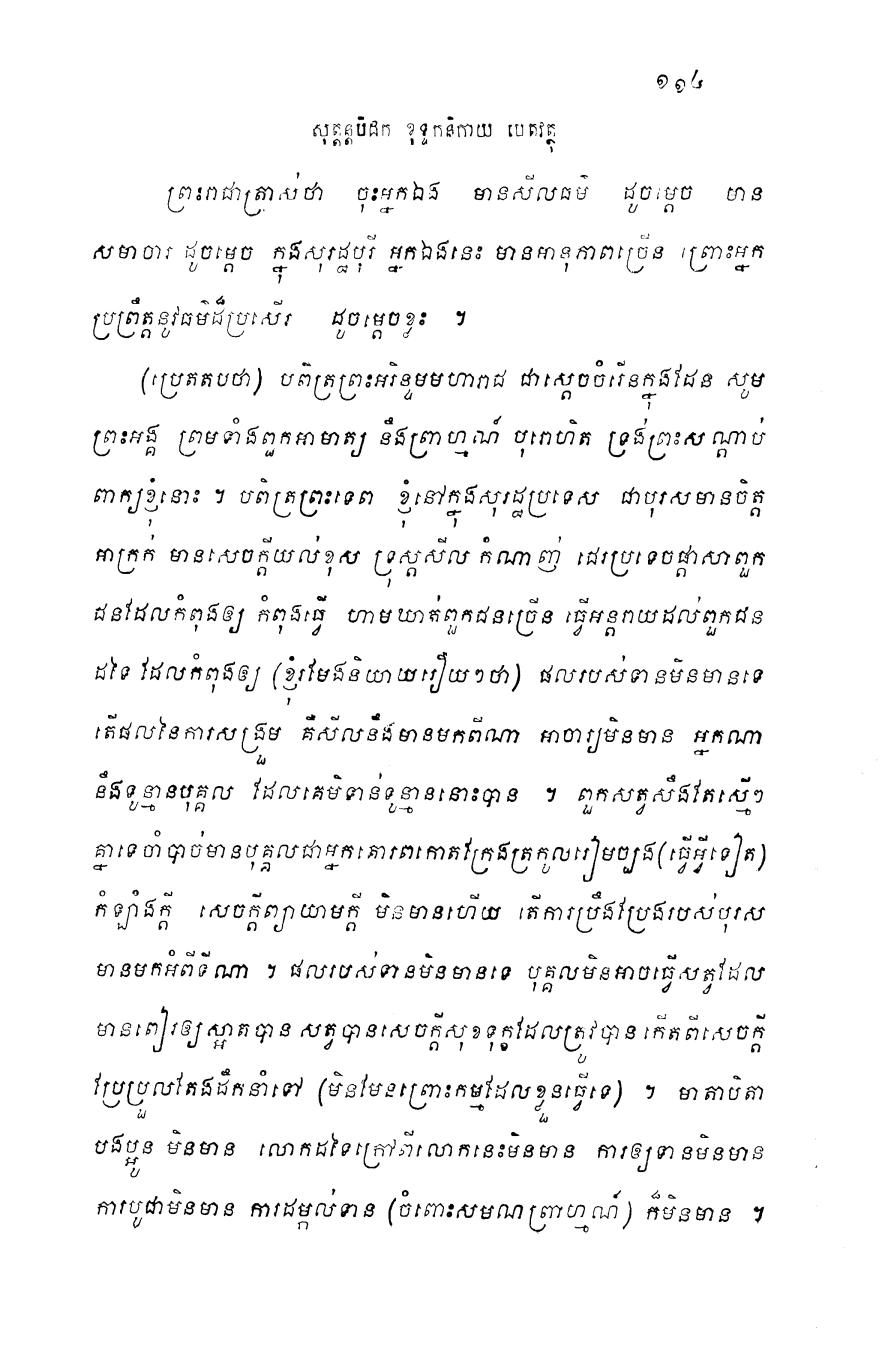 ១១៤
សុត្តន្តបិដក ខុទ្ទកនិកាយ បេតវត្ថុ
ព្រះរាជាត្រាស់ថា ចុះអ្នកឯង មានសីលធម៌ ដូចម្តេច មាន
សមាចារ ដូចម្តេច ក្នុងសុរដ្ឋបុរី អ្នកឯងនេះ មានអានុភាពច្រើន ព្រោះអ្នក
ប្រព្រឹត្តនូវធម៌ដ៏ប្រសើរ ដូចម្តេចខ្លះ ។
(ប្រេតតបថា) បពិត្រព្រះអរិន្ទមមហារាជ ជាស្តេចចំរើនក្នុងដែន សូម
ព្រះអង្គ ព្រមទាំងពួកអាមាត្យ នឹងព្រាហ្មណ៍ បុរោហិត ទ្រង់ព្រះសណ្តាប់
ពាក្យខ្ញុំនោះ ។ បពិត្រព្រះទេព ខ្ញុំនៅក្នុងសុរដ្ឋប្រទេស ជាបុរសមានចិត្ត
អាក្រក់ មានសេចក្តីយល់ខុស ទ្រុស្តសីល កំណាញ់ ជេរប្រទេចផ្តាសាពួក
ជនដែលកំពុងឲ្យ កំពុងធ្វើ ហាមឃាត់ពួកជនច្រើន ធ្វើអន្តរាយដល់ពួកជន
ដទៃ ដែលកំពុងឲ្យ (ខ្ញុំរមែងនិយាយរឿយៗថា) ផលរបស់ទានមិនមានទេ
តើផលនៃការសង្រួម គឺសីលនឹងមានមកពីណា អាចារ្យមិនមាន អ្នកណា
នឹងទូន្មានបុគ្គល ដែលគេមិទាន់ទូន្មាននោះបាន ។ ពួកសត្វសឹងតែស្មើៗ
គ្នាទេចាំបាច់មានបុគ្គលជាអ្នកគោរពកោតក្រែងត្រកូលរៀមច្បង(ធ្វើអ្វីទៀត)
កំឡាំងក្តី សេចក្តីព្យាយាមក្តី មិនមានហើយ តើការប្រឹងប្រែងរបស់បុរស
មានមកអំពីទីណា ។ ផលរបស់ទានមិនមានទេ បុគ្គលមិនអាចធ្វើសត្វដែល
មានពៀរឲ្យស្អាតបាន សត្វបានសេចក្តីសុខទុក្ខដែលត្រូវបាន កើតពីសេចក្តី
ប្រែប្រួលតែងដឹកនាំទៅ (មិនមែនព្រោះកម្មដែលខ្លួនធ្វើទេ) ។ មាតាបិតា
បងប្អូន មិនមាន លោកដទៃក្រៅពីលោកនេះមិនមាន ការឲ្យទានមិនមាន
ការបូជាមិនមាន ការដម្កល់ទាន (ចំពោះសមណព្រាហ្មណ៍) ក៏មិនមាន ។